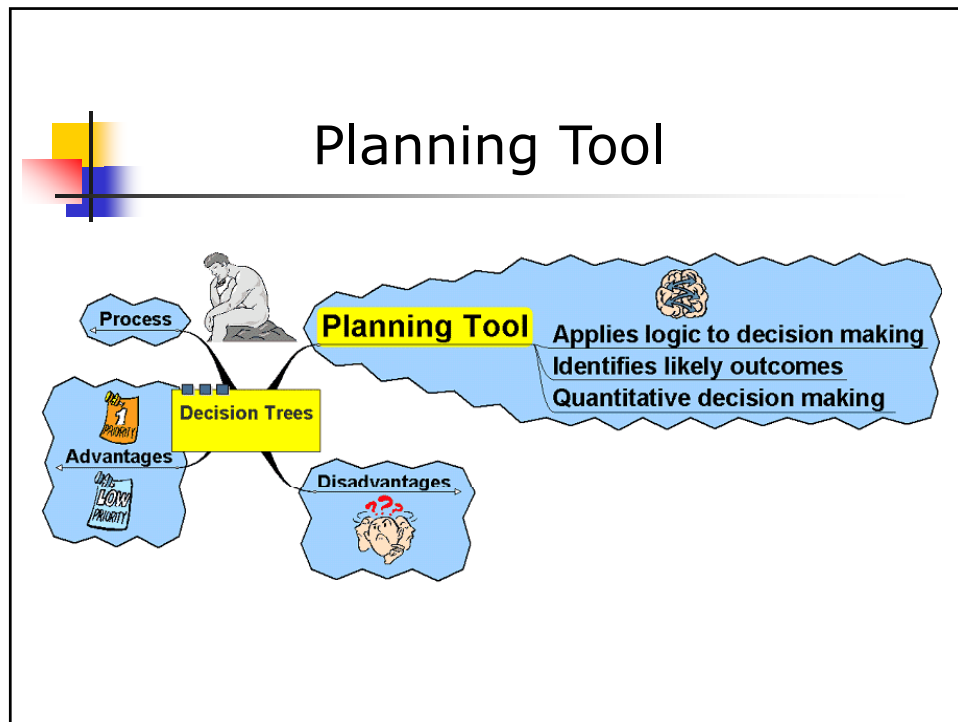 Planning Tool
Process
Planning Tool
Applies logic to decision making
Identifies likely outcomes
Quantitative decision making
Decision Trees
1
PRIORITY
Advantages
LOW
PRIORITY
Disadvantages
???